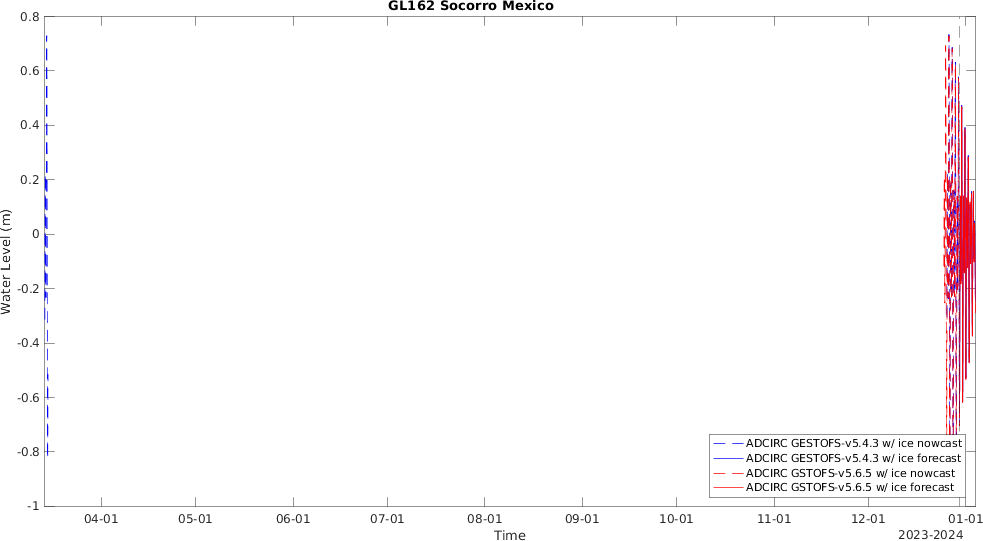 GL162 Socorro Mexico
0.8
0.6
0.4
0.2
0
-0.2
-0.4
-0.6
-0.8
-1
Water Level (m)
04-01 05-01 06-01 07-01 08-01 09-01 10-01 11-01 12-01 01-01
Time
2023-2024
ADCIRC GESTOFS-v5.4.3 w/ ice nowcast
ADCIRC GESTOFS-v5.4.3 w/ ice forecast
ADCIRC GSTOFS-v5.6.5 w/ ice nowcast
ADCIRC GSTOFS-v5.6.5 w/ ice forecast